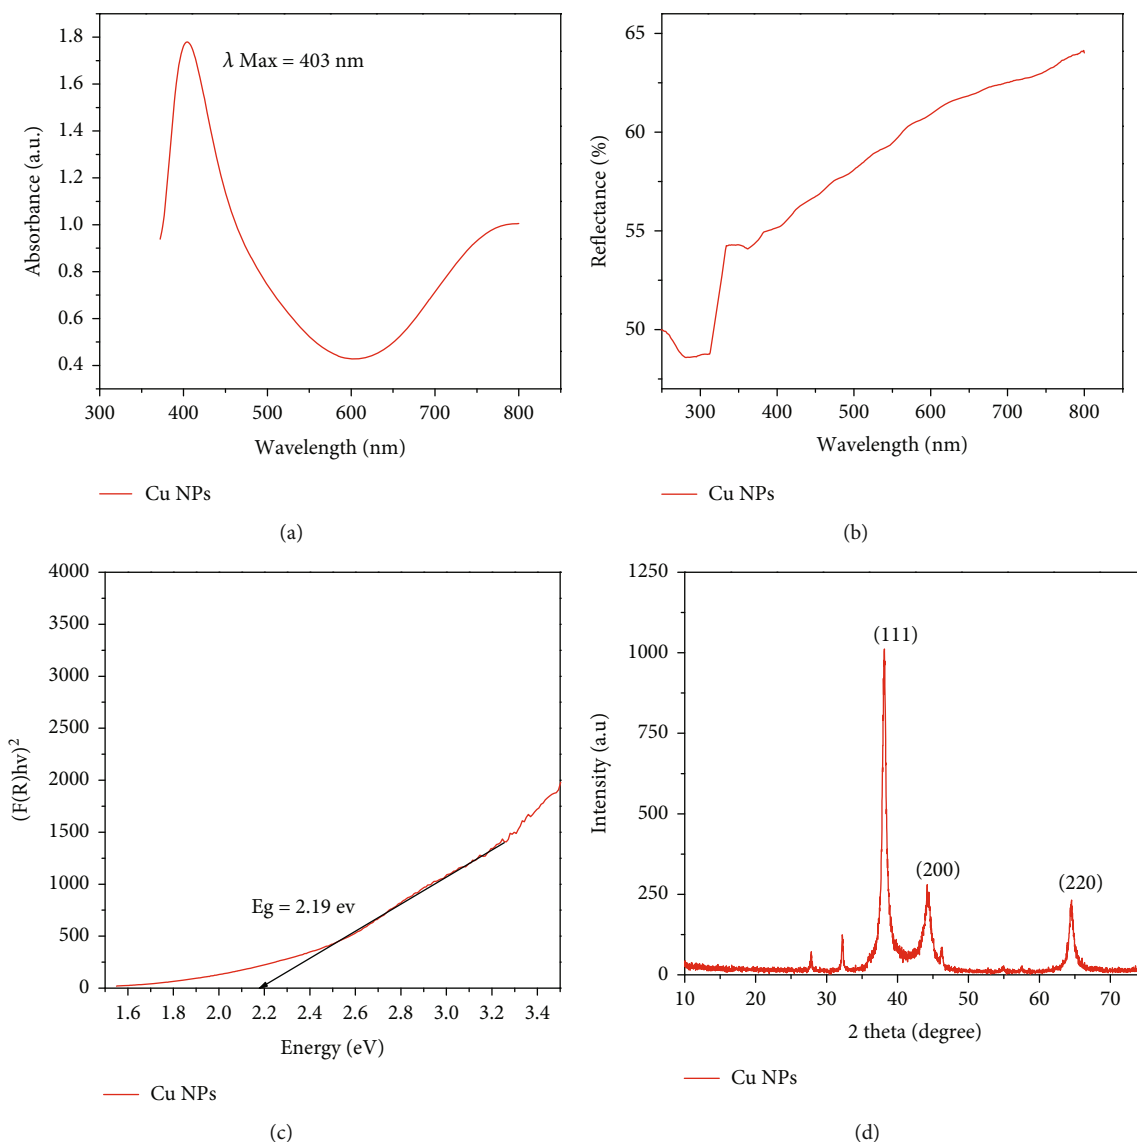 1.8
1.6
1.4
1.2
1.0
0.8
0.6
0.4
Absorbance (a.u.)
λ Max = 403 nm
300 400 500 600 700 800
Wavelength (nm)
Cu NPs
(a)
65
60
55
50
Reflectance (%)
300 400 500 600 700 800
Wavelength (nm)
Cu NPs
(b)
4000
3500
3000
2500
2000
1500
1000
500
0
(F(R)hv)²
Eg = 2.19 ev
1.6 2.0 2.2 2.4 2.6 2.8 3.0 3.2 3.4
Energy (eV)
Cu NPs
(c)
1250
1000
750
500
250
0
Intensity (a.u)
(111)
(200)
(220)
10 20 30 40 50 60 70
2 theta (degree)
Cu NPs
(d)